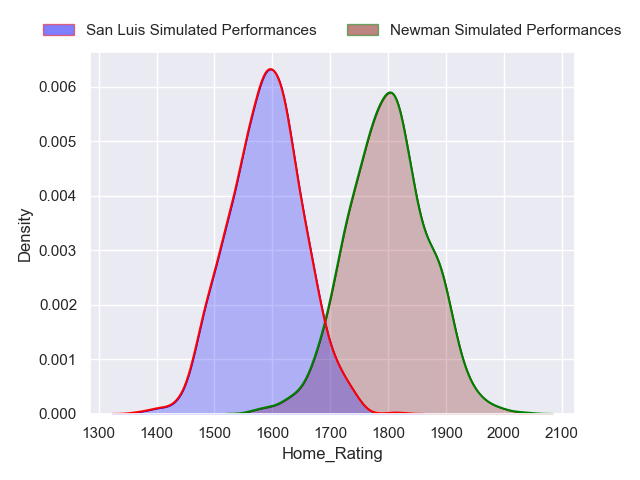 San Luis Simulated Performances Newman Simulated Performances
0.006
0.005
0.004
0.003
0.002
0.001
0.000
Density
1300 1400 1500 1600 1700 1800 1900 2000 2100
Home_Rating